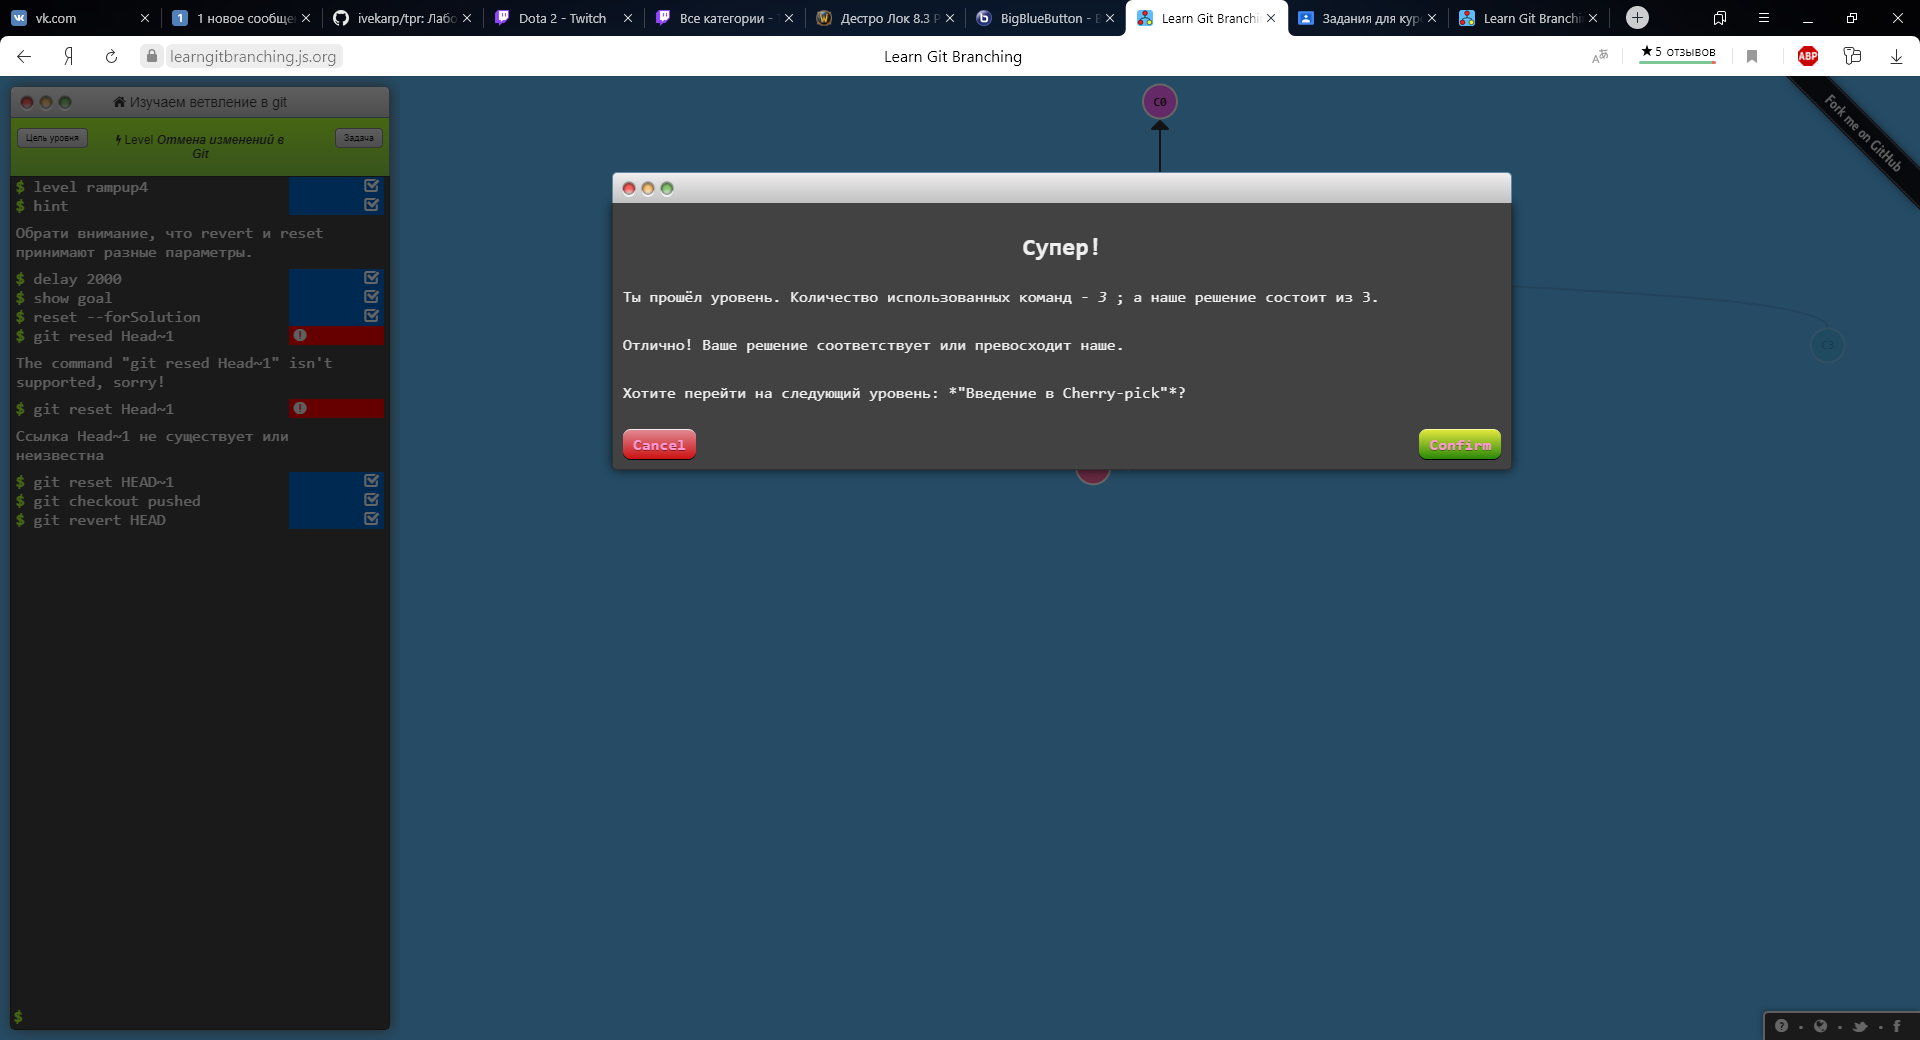 vk.com
1 новое сообще
ivekarp/tpr: Лабо
Dota 2 - Twitch
Все категории -
Дестро Лок 8.3
BigBlueButton -
Learn Git Branchi
Задания для кур
Learn Git Branchi
learngitbranching.js.org
Learn Git Branching
★5 отзывов
ABP
Изучаем ветвление в git
Цель уровня
Level Отмена изменений в
Git
Задача
$ level rampup4
$ hint
Обрати внимание, что revert и reset
принимают разные параметры.
$ delay 2000
$ show goal
$ reset --forSolution
$ git resed Head~1
The command "git resed Head~1" isn't
supported, sorry!
$ git reset Head~1
Ссылка Head~1 не существует или
неизвестна
$ git reset HEAD~1
$ git checkout pushed
$ git revert HEAD
$
C0
Fork me on GitHub
Супер!
Ты прошёл уровень. Количество использованных команд - 3 ; а наше решение состоит из 3.
Отлично! Ваше решение соответствует или превосходит наше.
Хотите перейти на следующий уровень: *"Введение в Cherry-pick"*?
Cancel
Confirm